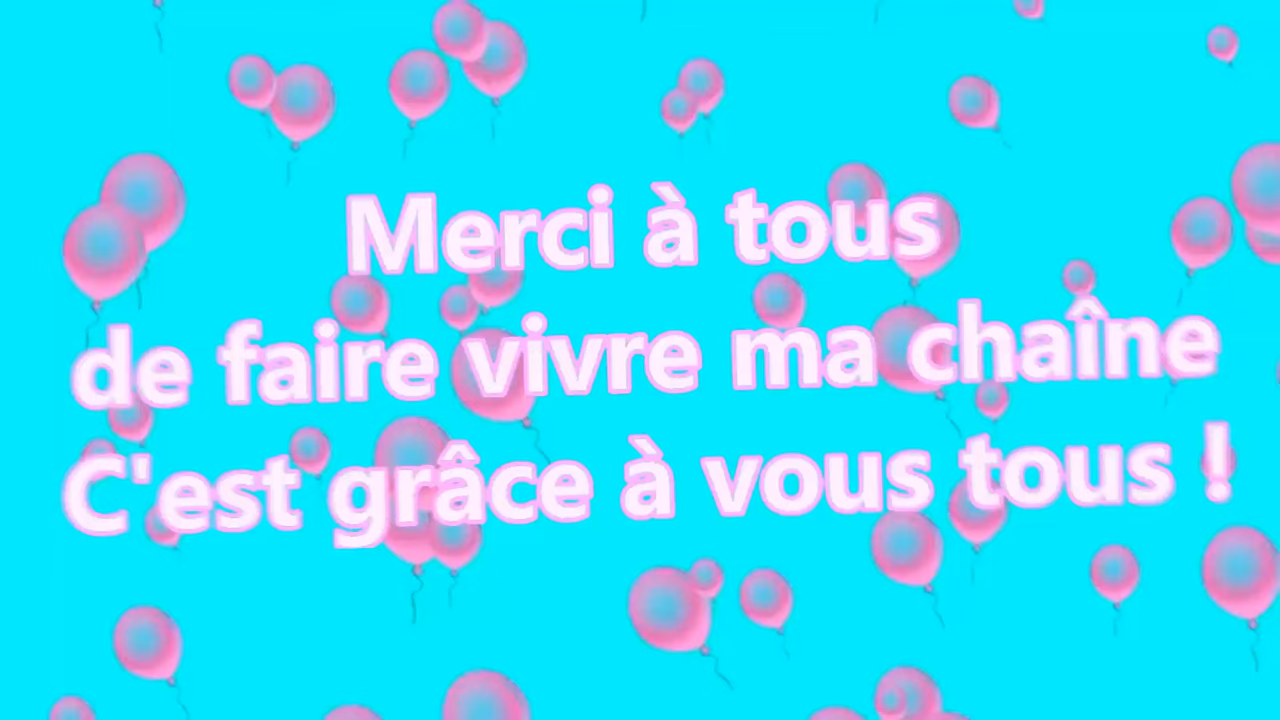 Merci à tous
de faire vivre ma chaîne
C'est grâce à vous tous !